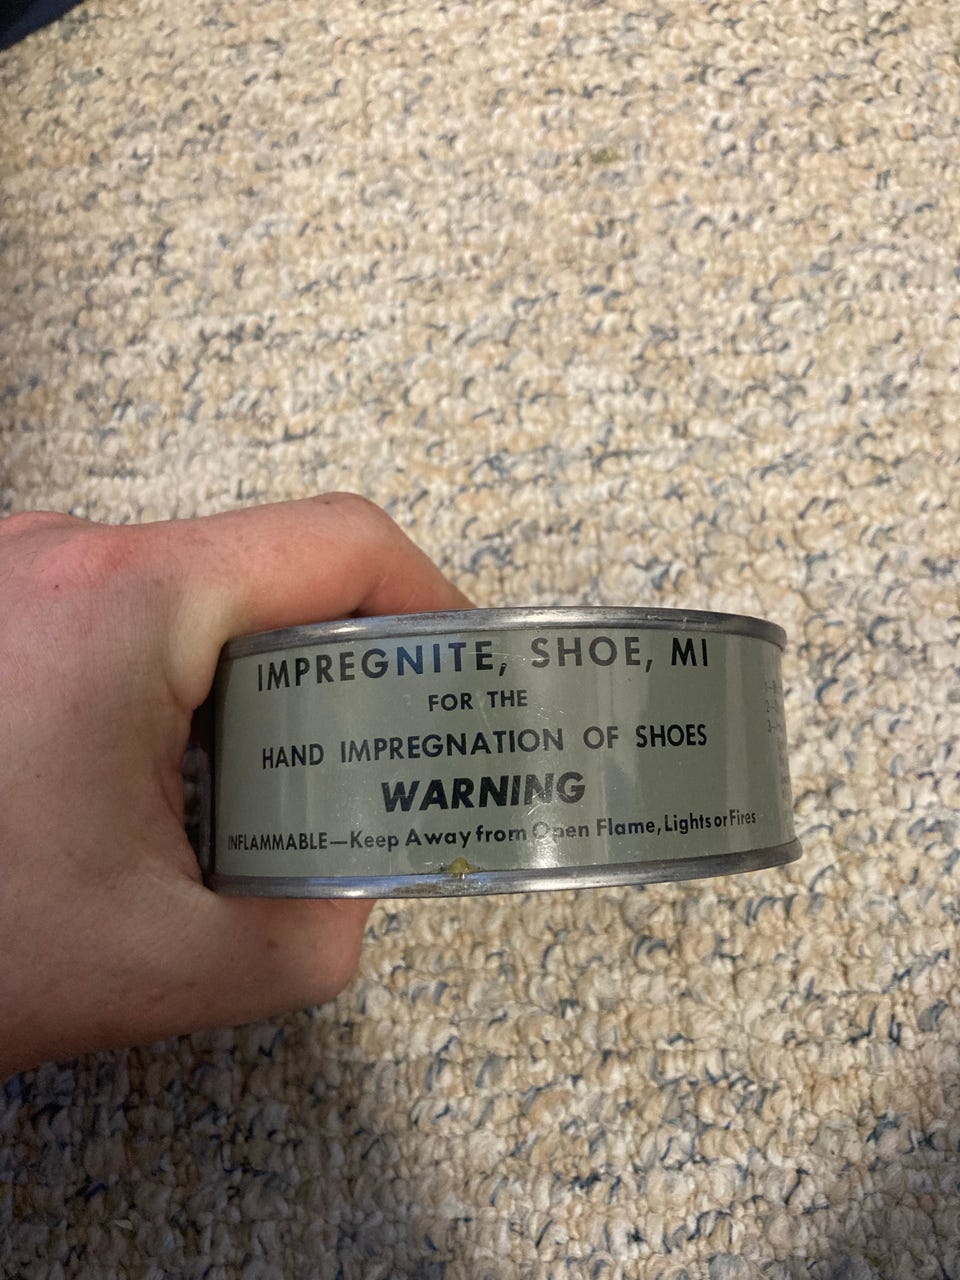 IMPREGNITE, SHOE, MI
FOR THE
HAND IMPREGNATION OF SHOES
WARNING
INFLAMMABLE—Keep Away from Open Flame, Lights or Fires